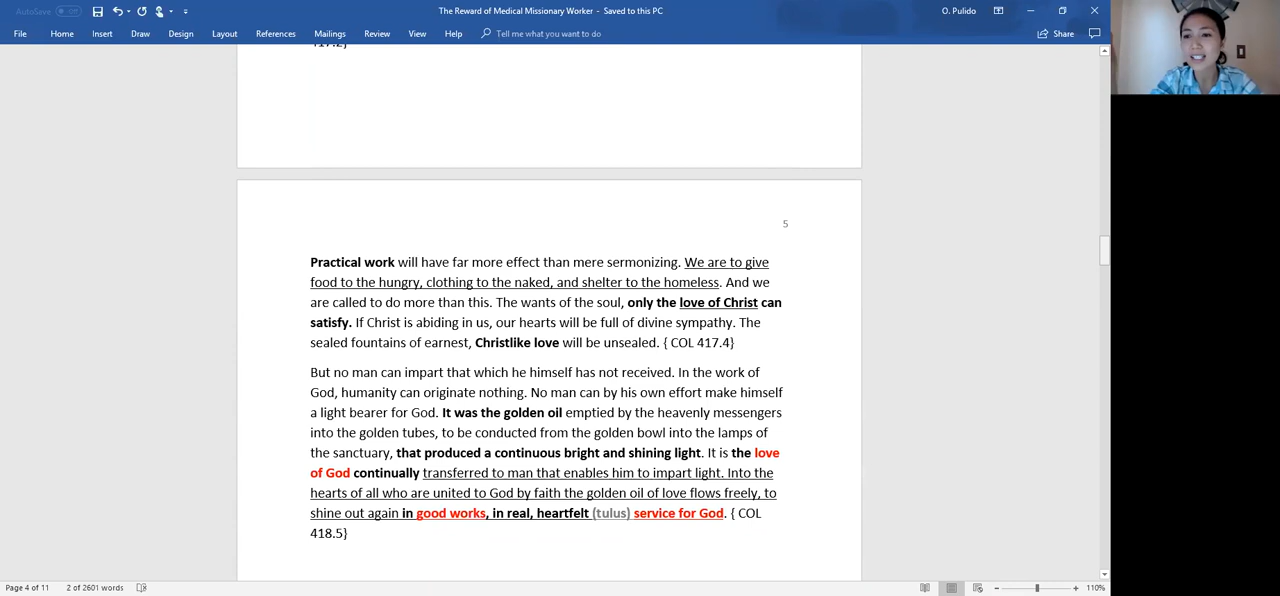 AutoSave Off The Reward of Medical Missionary Worker - Saved to this PC O. Pulido
File Home Insert Draw Design Layout References Mailings Review View Help Tell me what you want to do Share
417.2}
5
Practical work will have far more effect than mere sermonizing. We are to give
food to the hungry, clothing to the naked, and shelter to the homeless. And we
are called to do more than this. The wants of the soul, only the love of Christ can
satisfy. If Christ is abiding in us, our hearts will be full of divine sympathy. The
sealed fountains of earnest, Christlike love will be unsealed. { COL 417.4}
But no man can impart that which he himself has not received. In the work of
God, humanity can originate nothing. No man can by his own effort make himself
a light bearer for God. It was the golden oil emptied by the heavenly messengers
into the golden tubes, to be conducted from the golden bowl into the lamps of
the sanctuary, that produced a continuous bright and shining light. It is the love
of God continually transferred to man that enables him to impart light. Into the
hearts of all who are united to God by faith the golden oil of love flows freely, to
shine out again in good works, in real, heartfelt (tulus) service for God. { COL
418.5}
Page 4 of 11 2 of 2601 words 110%